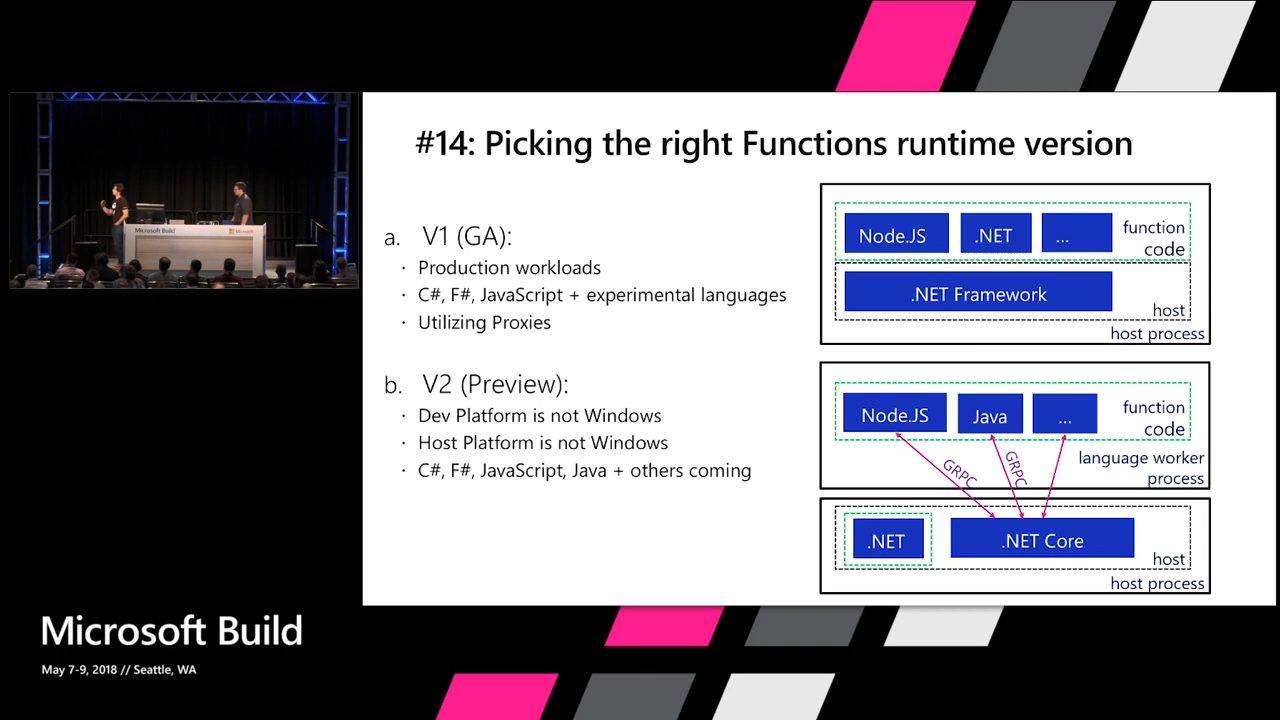 #14: Picking the right Functions runtime version
a. V1 (GA):
· Production workloads
· C#, F#, JavaScript + experimental languages
· Utilizing Proxies
b. V2 (Preview):
· Dev Platform is not Windows
· Host Platform is not Windows
· C#, F#, JavaScript, Java + others coming
Node.JS
.NET
...
function
code
.NET Framework
host
host process
Node.JS
Java
...
function
code
GRPC
GRPC
language worker
process
.NET
.NET Core
host
host process
Microsoft Build
Microsoft
Microsoft Build
May 7-9, 2018 // Seattle, WA